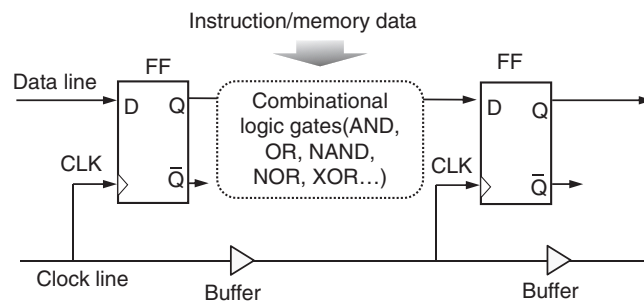 Instruction/memory data
FF
FF
Data line
D
Q
Combinational
logic gates(AND,
OR, NAND,
NOR, XOR…)
D
Q
CLK
Q̅
CLK
Q̅
Clock line
Buffer
Buffer